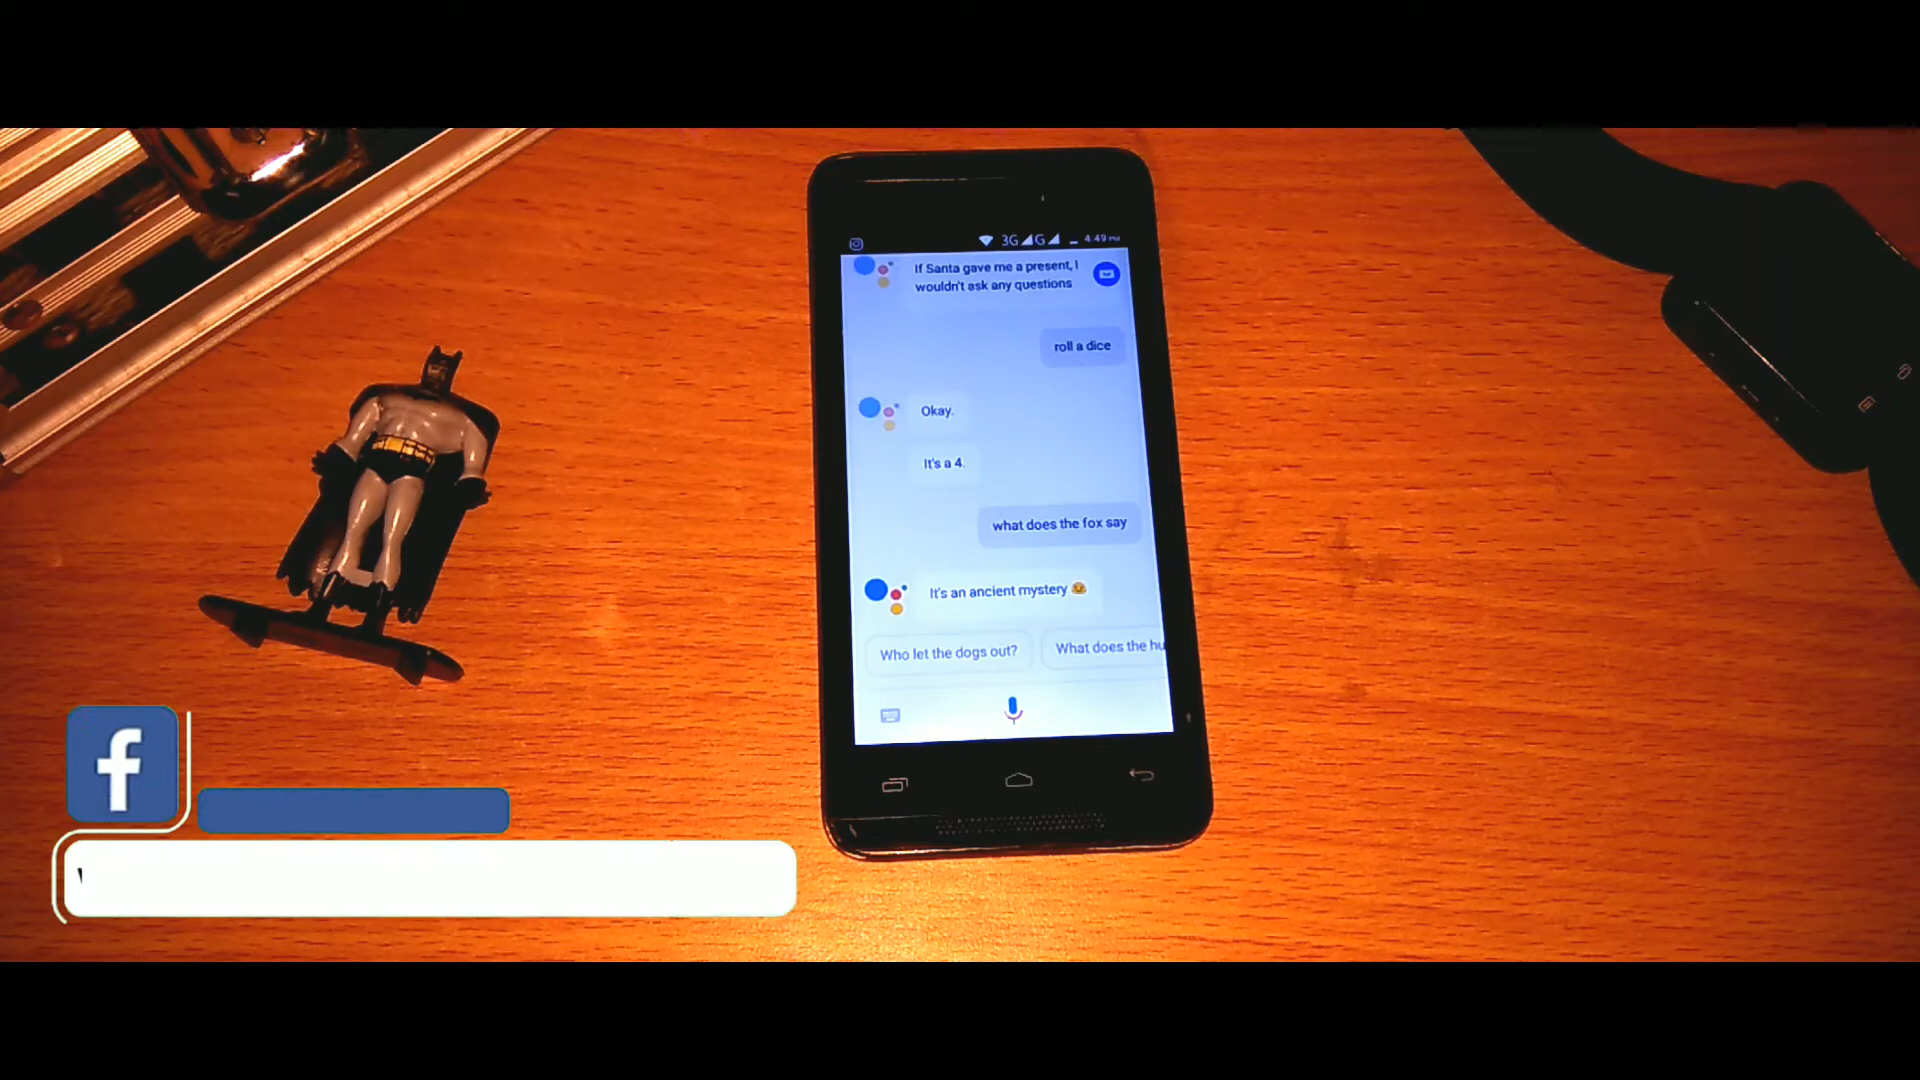 3G G 4:49 PM
If Santa gave me a present, I
wouldn't ask any questions
roll a dice
Okay.
It's a 4.
what does the fox say
It's an ancient mystery
Who let the dogs out?
What does the hu
f